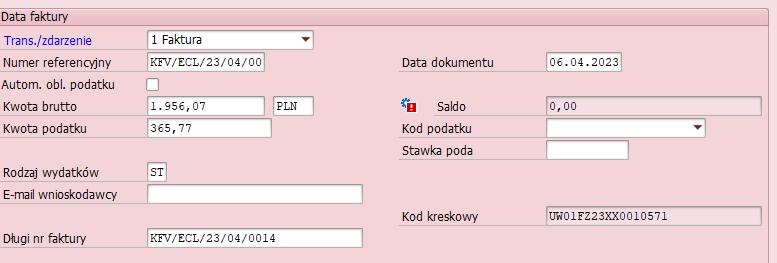 Data faktury
Trans./zdarzenie 1 Faktura
Numer referencyjny KFV/ECL/23/04/00 Data dokumentu 06.04.2023
Autom. obl. podatku
Kwota brutto 1.956,07 PLN Saldo 0,00
Kwota podatku 365,77 Kod podatku
Stawka poda
Rodzaj wydatków ST
E-mail wnioskodawcy
Kod kreskowy UW01FZ23XX0010571
Długi nr faktury KFV/ECL/23/04/0014